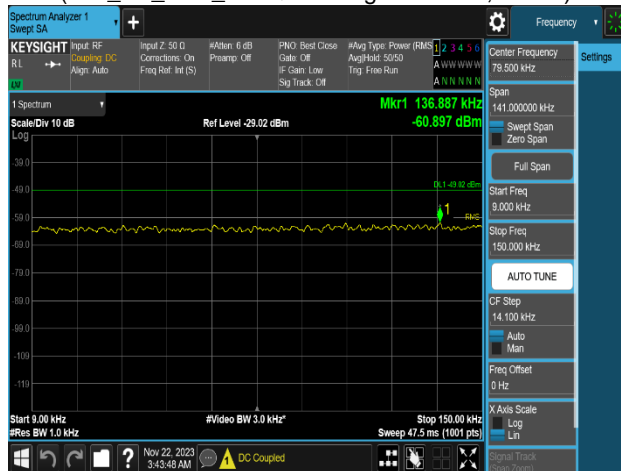 Spectrum Analyzer 1
Swept SA
Frequency
KEYSIGHT
Input: RF
Input Z: 50 Ω
#Atten: 6 dB
PNO: Best Close
#Avg Type: Power (RMS
1 2 3 4 5 6
RL
Coupling: DC
Corrections: On
Preamp: Off
Gate: Off
Avg|Hold: 50/50
A W W W W W
Align: Auto
Freq Ref: Int (S)
IF Gain: Low
Trig: Free Run
Sig Track: Off
A N N N N N
1 Spectrum
Mkr1 136.887 kHz
Scale/Div 10 dB
Ref Level -29.02 dBm
-60.897 dBm
Log
-39.0
DL1 -49.02 dBm
-49.0
1
-59.0
RMS
-69.0
-79.0
-89.0
-99.0
-109
-119
Start 9.00 kHz
#Video BW 3.0 kHz*
Stop 150.00 kHz
#Res BW 1.0 kHz
Sweep 47.5 ms (1001 pts)
Nov 22, 2023
3:43:48 AM
DC Coupled
Settings
Center Frequency
79.500 kHz
Span
141.000000 kHz
Swept Span
Zero Span
Full Span
Start Freq
9.000 kHz
Stop Freq
150.000 kHz
AUTO TUNE
CF Step
14.100 kHz
Auto
Man
Freq Offset
0 Hz
X Axis Scale
Log
Lin
Signal Track
(Span Zoom)